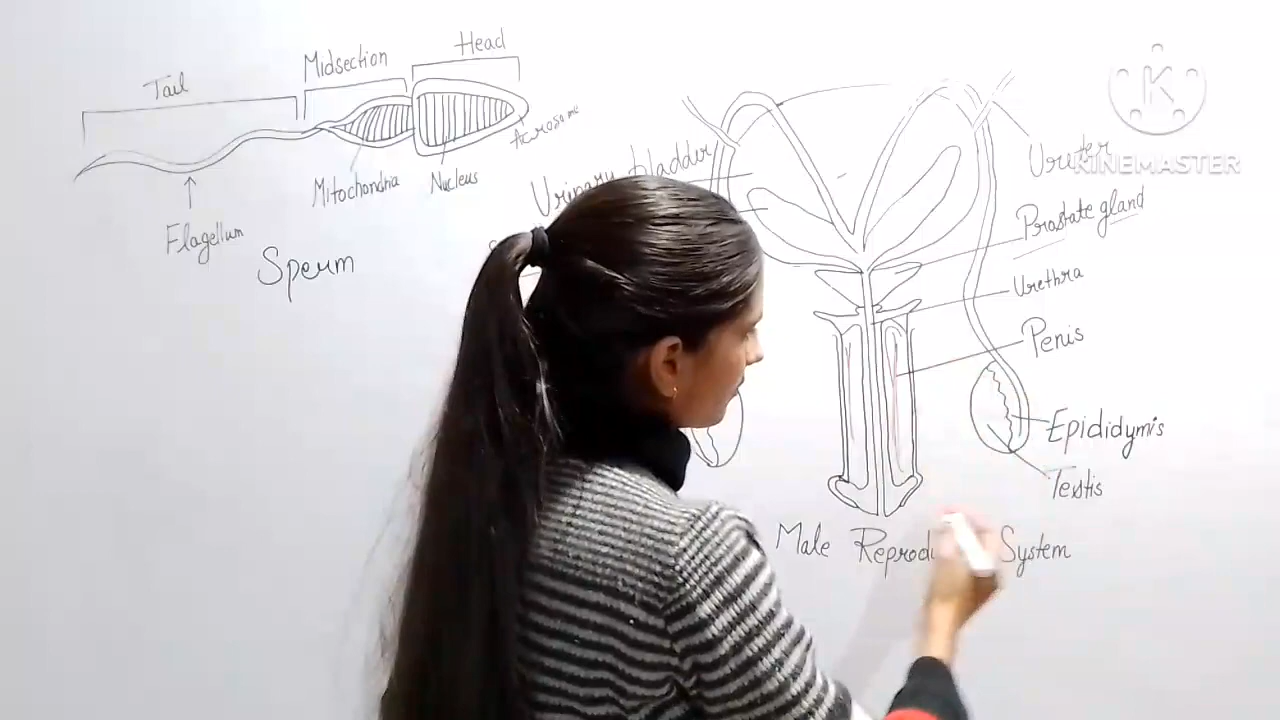 Head
Midsection
Tail
Acrosome
Mitochondria
Nucleus
Flagellum
Sperm
Urinary bladder
Ureter
KINEMASTER
Prostate gland
Urethra
Penis
Epididymis
Testis
Male Reprodu
System